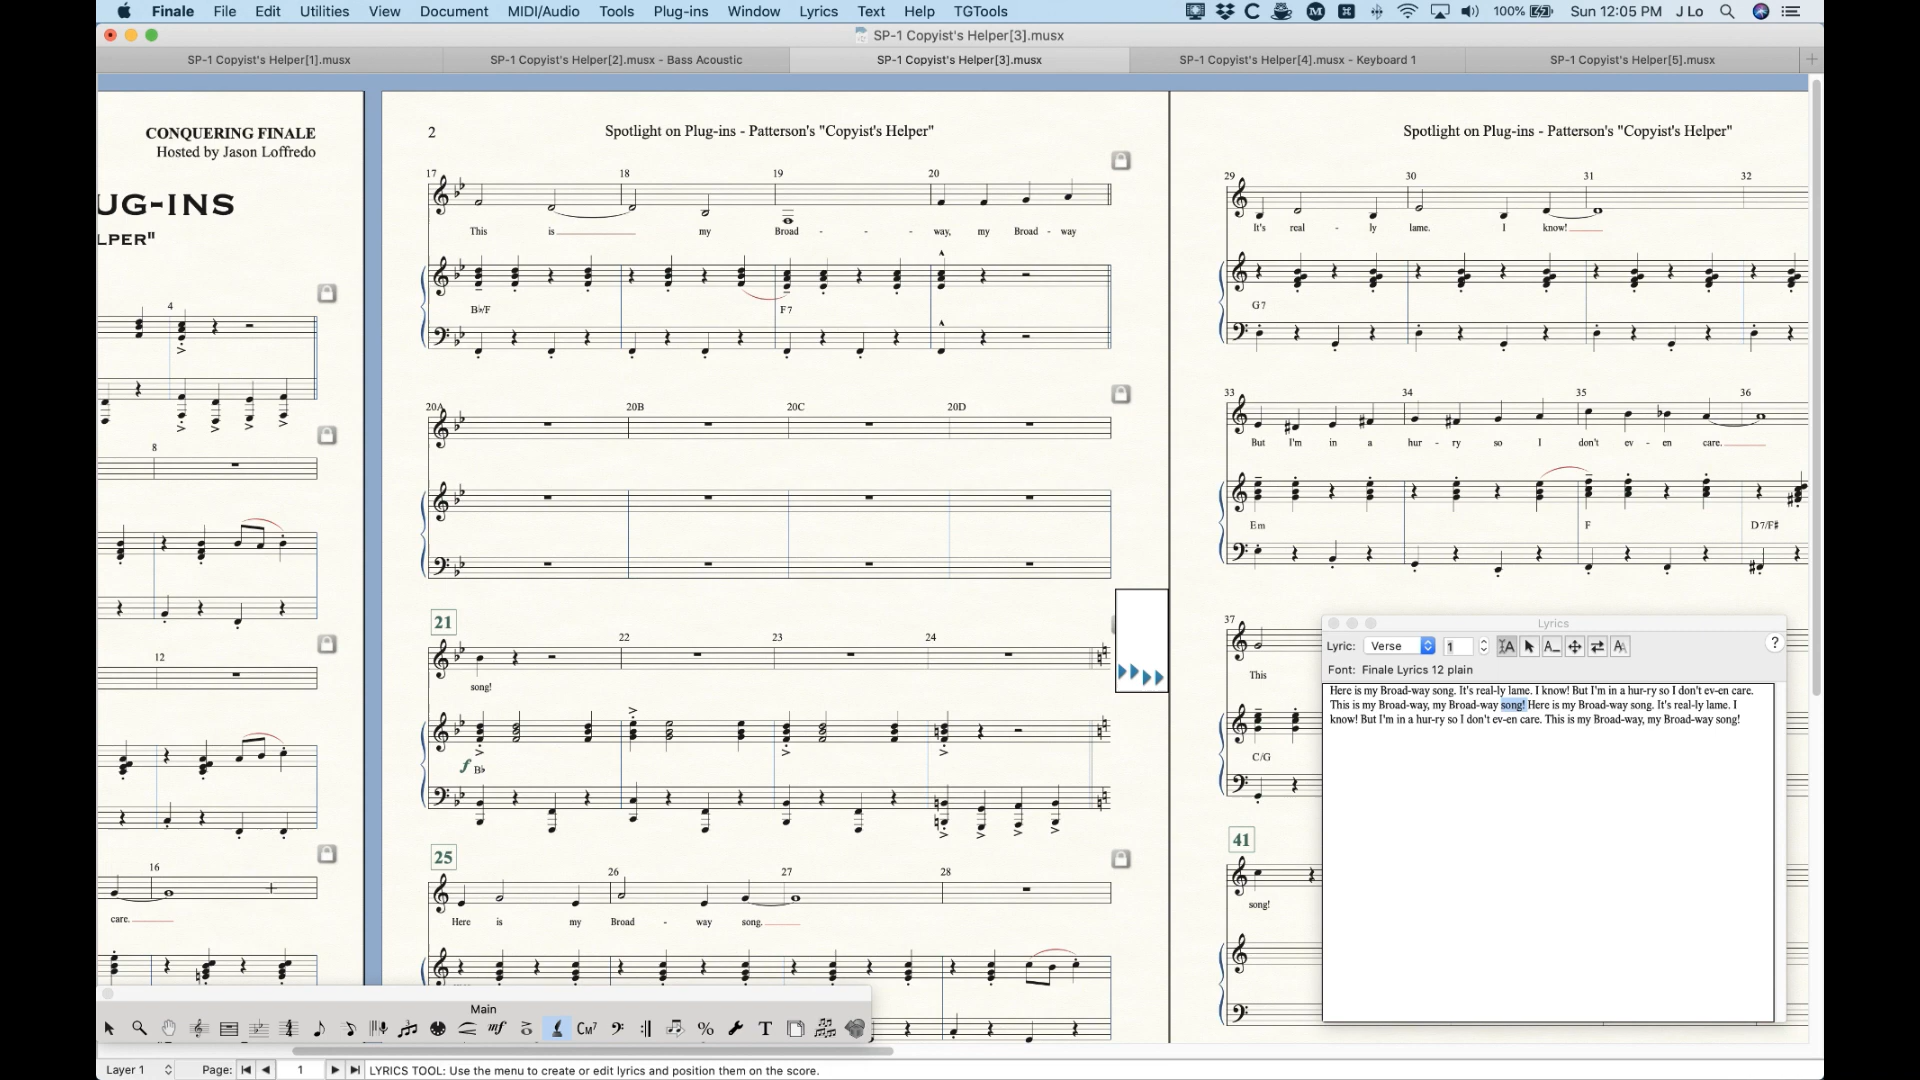 Finale File Edit Utilities View Document MIDI/Audio Tools Plug-ins Window Lyrics Text Help TGTools 100% Sun 12:05 PM J Lo
SP-1 Copyist's Helper[3].musx
SP-1 Copyist's Helper[1].musx SP-1 Copyist's Helper[2].musx - Bass Acoustic SP-1 Copyist's Helper[3].musx SP-1 Copyist's Helper[4].musx - Keyboard 1 SP-1 Copyist's Helper[5].musx
CONQUERING FINALE
Hosted by Jason Loffredo
UG-INS
LPER"
4
8
12
16
care.
2 Spotlight on Plug-ins - Patterson's "Copyist's Helper"
17 18 19 20
This is my Broad - - - way, my Broad - way
B♭/F F7
20A 20B 20C 20D
21
22 23 24
song!
f B♭
25
26 27 28
Here is my Broad - way song.
Spotlight on Plug-ins - Patterson's "Copyist's Helper"
29 30 31 32
It's real - ly lame. I know!
G7
33 34 35 36
But I'm in a hur - ry so I don't ev - en care.
Em F D7/F#
37
This
C/G
41
song!
Lyrics
Lyric: Verse 1 ?
Font: Finale Lyrics 12 plain
Here is my Broad-way song. It's real-ly lame. I know! But I'm in a hur-ry so I don't ev-en care.
This is my Broad-way, my Broad-way song! Here is my Broad-way song. It's real-ly lame. I
know! But I'm in a hur-ry so I don't ev-en care. This is my Broad-way, my Broad-way song!
Main
mf CM7 % T
Layer 1 Page: 1 LYRICS TOOL: Use the menu to create or edit lyrics and position them on the score.